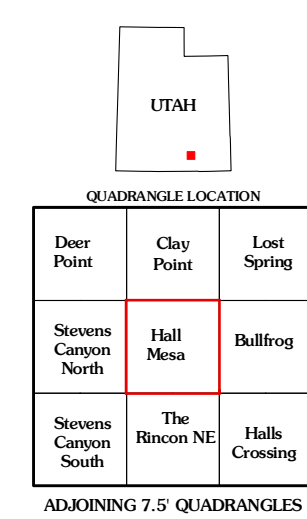 UTAH
QUADRANGLE LOCATION
Deer
Point
Clay
Point
Lost
Spring
Stevens
Canyon
North
Hall
Mesa
Bullfrog
Stevens
Canyon
South
The
Rincon NE
Halls
Crossing
ADJOINING 7.5' QUADRANGLES